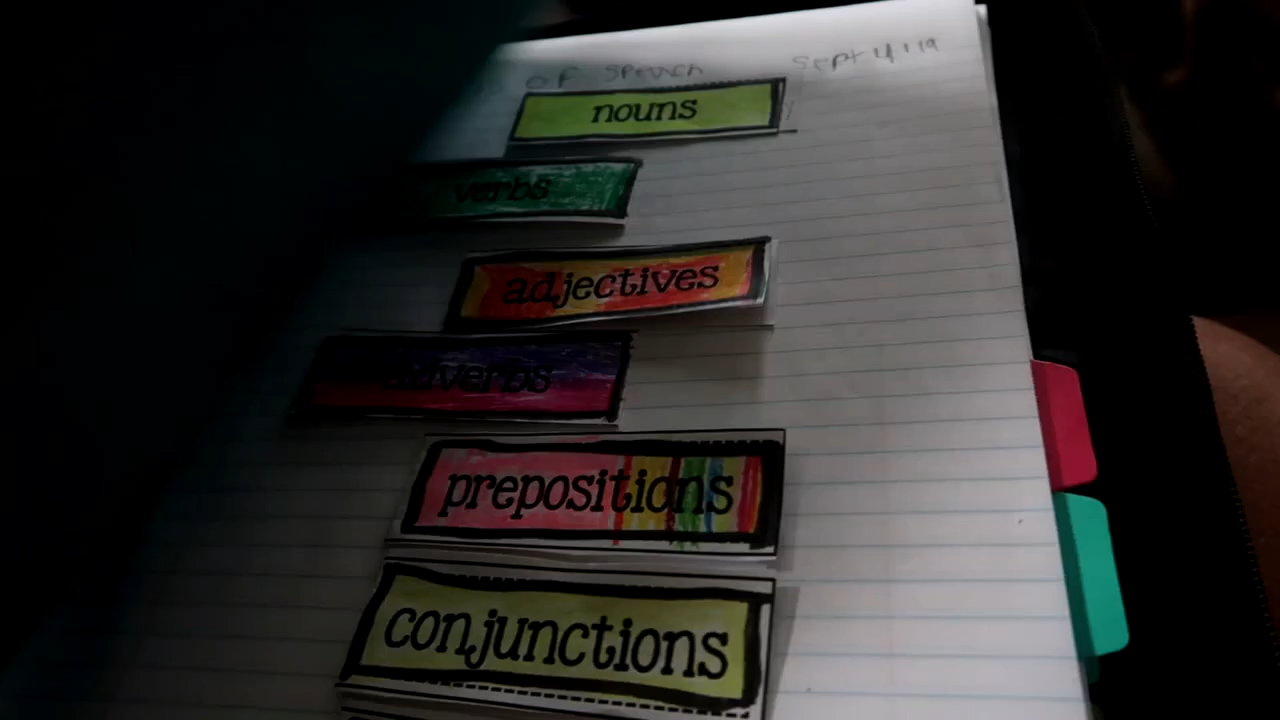 OF SPEECH Sept 4/19
nouns
verbs
adjectives
adverbs
prepositions
conjunctions